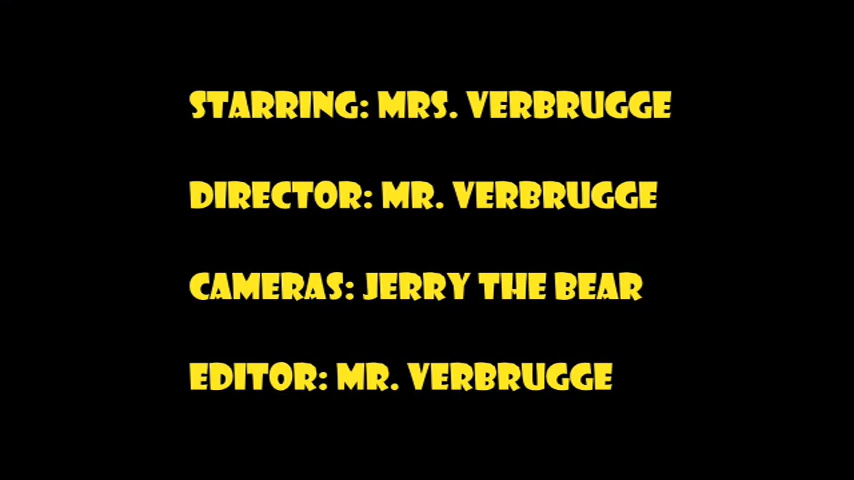 STARRING: MRS. VERBRUGGE
DIRECTOR: MR. VERBRUGGE
CAMERAS: JERRY THE BEAR
EDITOR: MR. VERBRUGGE